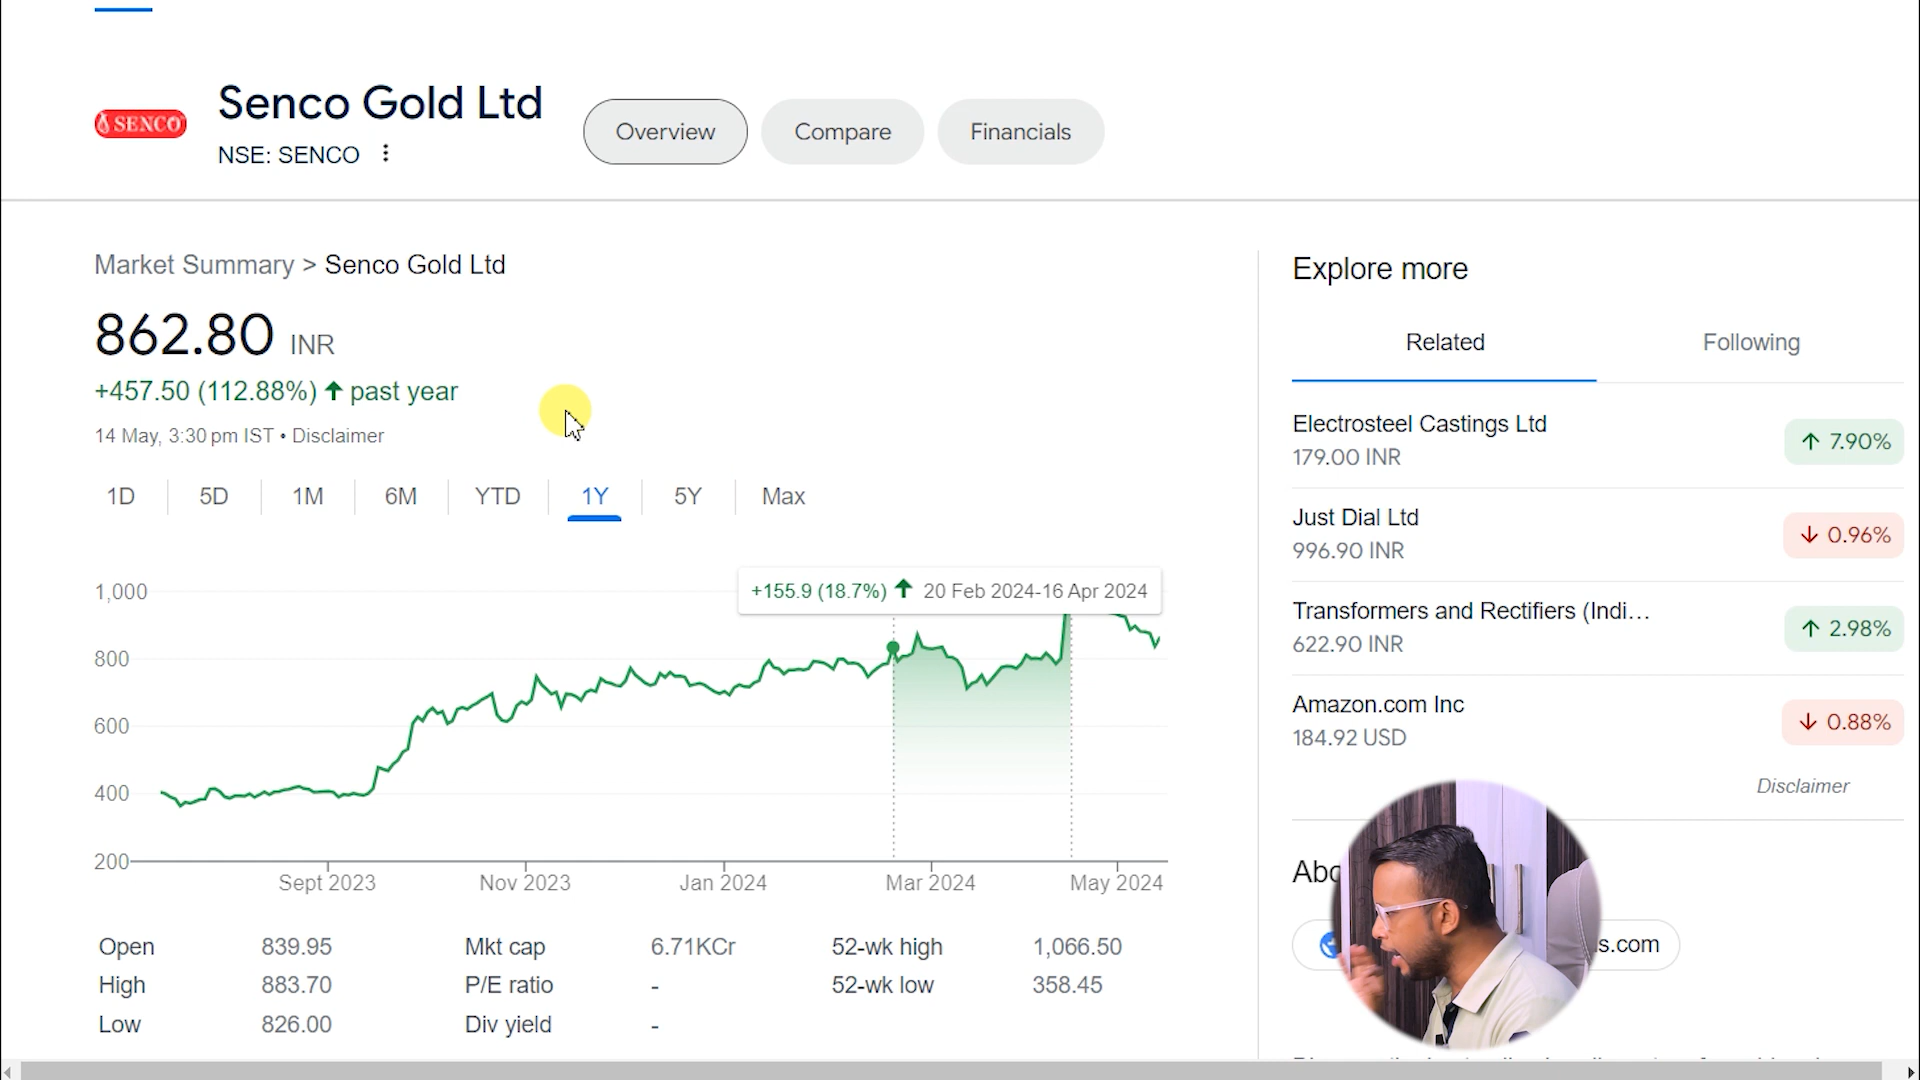 SENCO
Senco Gold Ltd
NSE: SENCO
Overview
Compare
Financials
Market Summary > Senco Gold Ltd
862.80 INR
+457.50 (112.88%) ↑ past year
14 May, 3:30 pm IST • Disclaimer
1D 5D 1M 6M YTD 1Y 5Y Max
+155.9 (18.7%) ↑ 20 Feb 2024-16 Apr 2024
1,000
800
600
400
200
Sept 2023 Nov 2023 Jan 2024 Mar 2024 May 2024
Open 839.95 Mkt cap 6.71KCr 52-wk high 1,066.50
High 883.70 P/E ratio - 52-wk low 358.45
Low 826.00 Div yield -
Explore more
Related Following
Electrosteel Castings Ltd
179.00 INR
↑ 7.90%
Just Dial Ltd
996.90 INR
↓ 0.96%
Transformers and Rectifiers (Indi...
622.90 INR
↑ 2.98%
Amazon.com Inc
184.92 USD
↓ 0.88%
Disclaimer